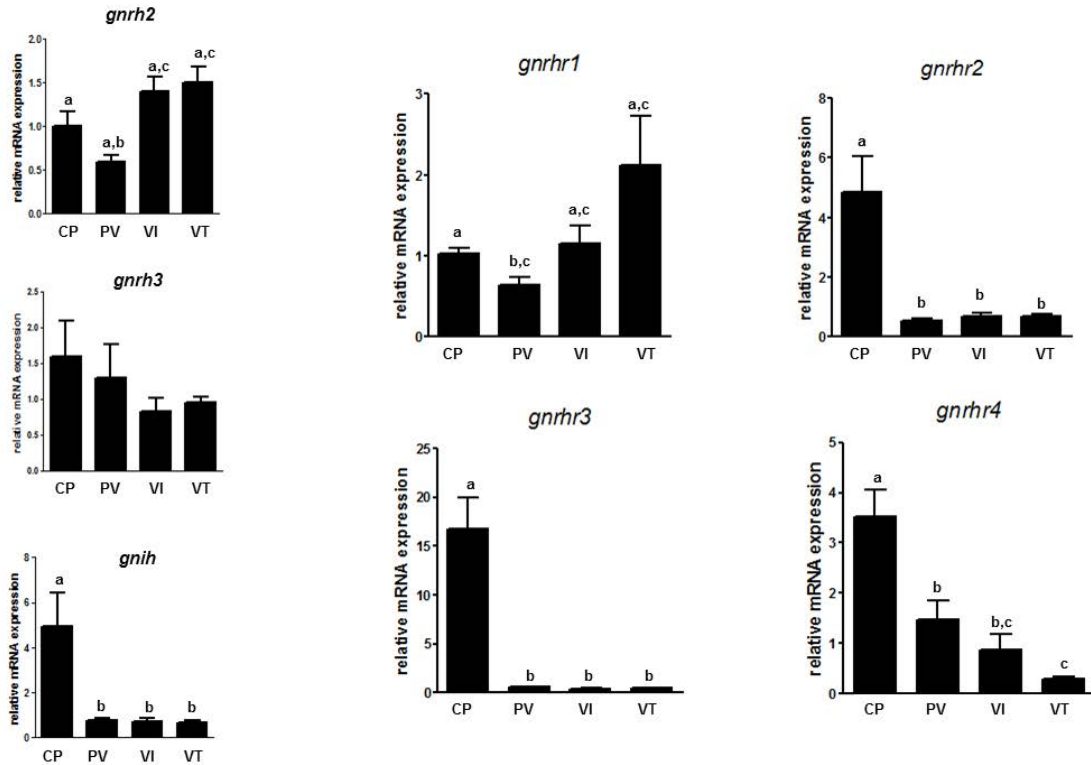 gnrh2
relative mRNA expression
2.0
1.5
1.0
0.5
0.0
a
a,b
a,c
a,c
CP PV VI VT
gnrh3
relative mRNA expression
2.5
2.0
1.5
1.0
0.5
0.0
CP PV VI VT
gnih
relative mRNA expression
8
6
4
2
0
a
b
b
b
CP PV VI VT
gnrhr1
relative mRNA expression
3
2
1
0
a
b,c
a,c
a,c
CP PV VI VT
gnrhr2
relative mRNA expression
8
6
4
2
0
a
b
b
b
CP PV VI VT
gnrhr3
relative mRNA expression
25
20
15
10
5
0
a
b
b
b
CP PV VI VT
gnrhr4
relative mRNA expression
5
4
3
2
1
0
a
b
b,c
c
CP PV VI VT